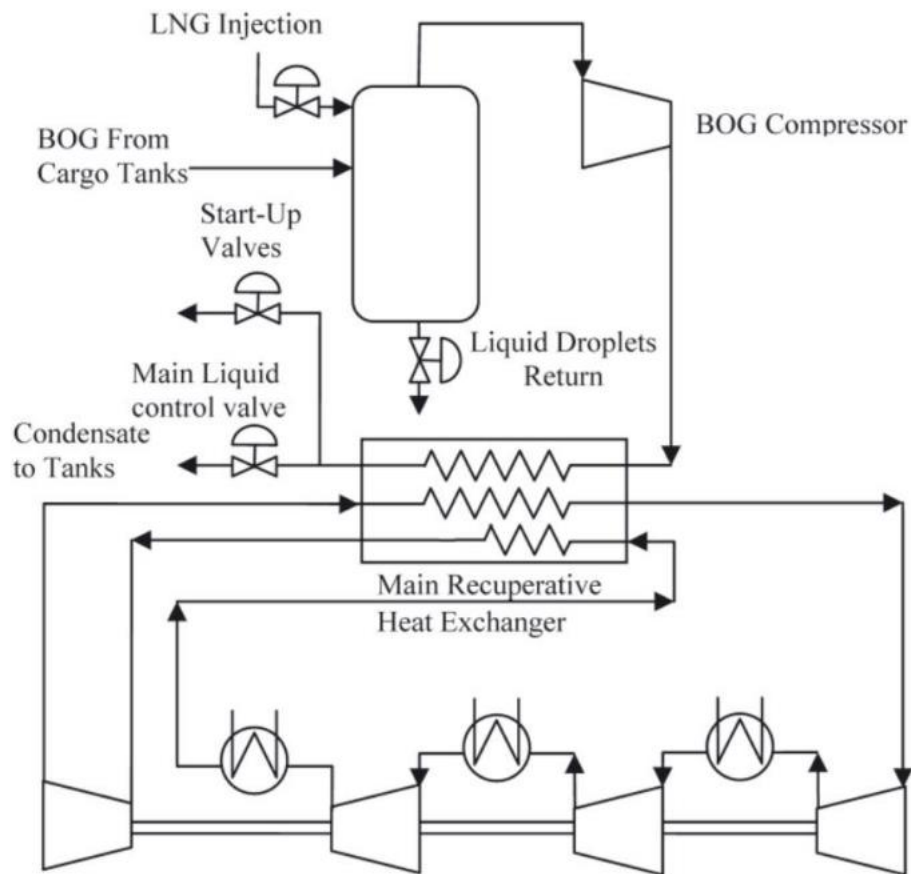 LNG Injection
BOG From
Cargo Tanks
BOG Compressor
Start-Up
Valves
Liquid Droplets
Return
Main Liquid
control valve
Condensate
to Tanks
Main Recuperative
Heat Exchanger